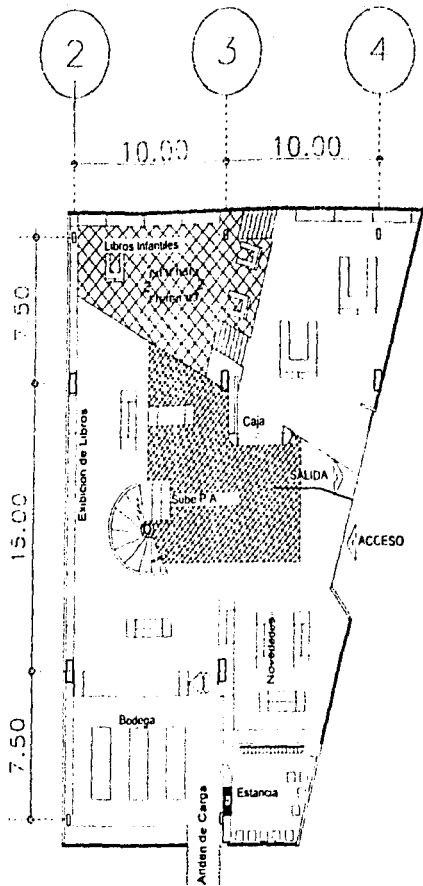 2 3 4
10.00 10.00
7.50
15.00
7.50
Libros Infantiles
Exibicion de Libros
Caja
Sube P A
SALIDA
ACCESO
Novedades
Bodega
Estancia
Anden de Carga